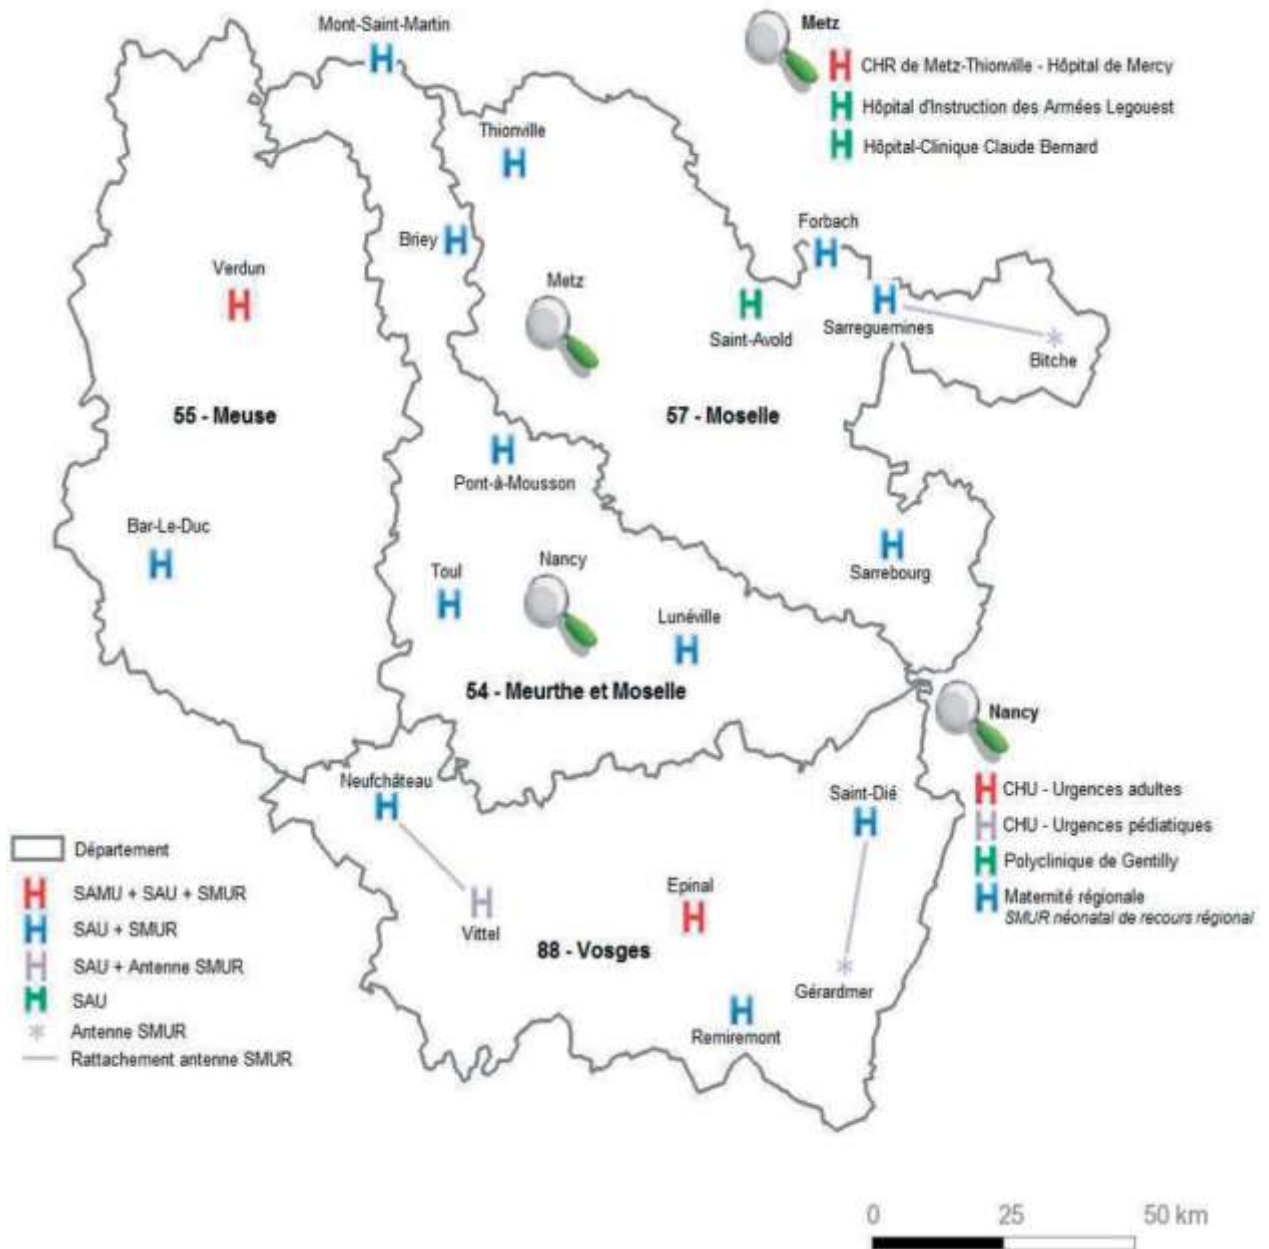 Mont-Saint-Martin
Metz
H CHR de Metz-Thionville - Hôpital de Mercy
H Hôpital d'Instruction des Armées Legouest
H Hôpital-Clinique Claude Bernard
Thionville
H
H
Forbach
H
Briey H
Verdun
H
Metz
H
Saint-Avold
H
Sarreguemines
Bitche
55 - Meuse
57 - Moselle
H
Pont-à-Mousson
Bar-Le-Duc
H
H
Sarrebourg
Toul
H
Nancy
Lunéville
H
54 - Meurthe et Moselle
Nancy
H CHU - Urgences adultes
H CHU - Urgences pédiatiques
H Polyclinique de Gentilly
H Maternité régionale
SMUR néonatal de recours régional
Neufchâteau
H
Saint-Dié
H
H
Vittel
Epinal
H
88 - Vosges
Gérardmer
H
Remiremont
Département
H SAMU + SAU + SMUR
H SAU + SMUR
H SAU + Antenne SMUR
H SAU
Antenne SMUR
Rattachement antenne SMUR
0 25 50 km